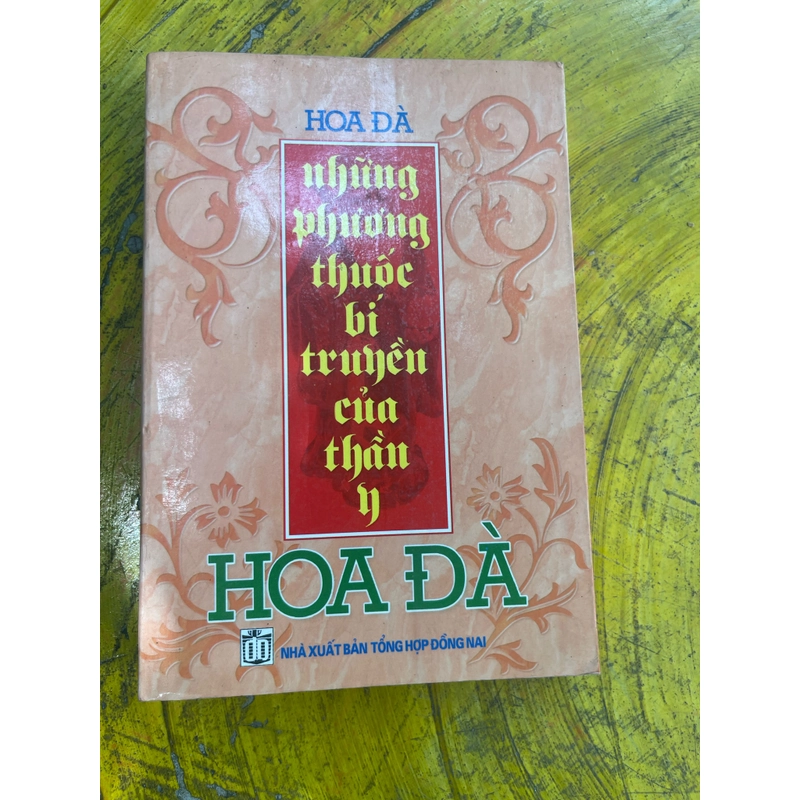 HOA ĐÀ
những
phương
thuốc
bí
truyền
của
thần
y
HOA ĐÀ
NHÀ XUẤT BẢN TỔNG HỢP ĐỒNG NAI